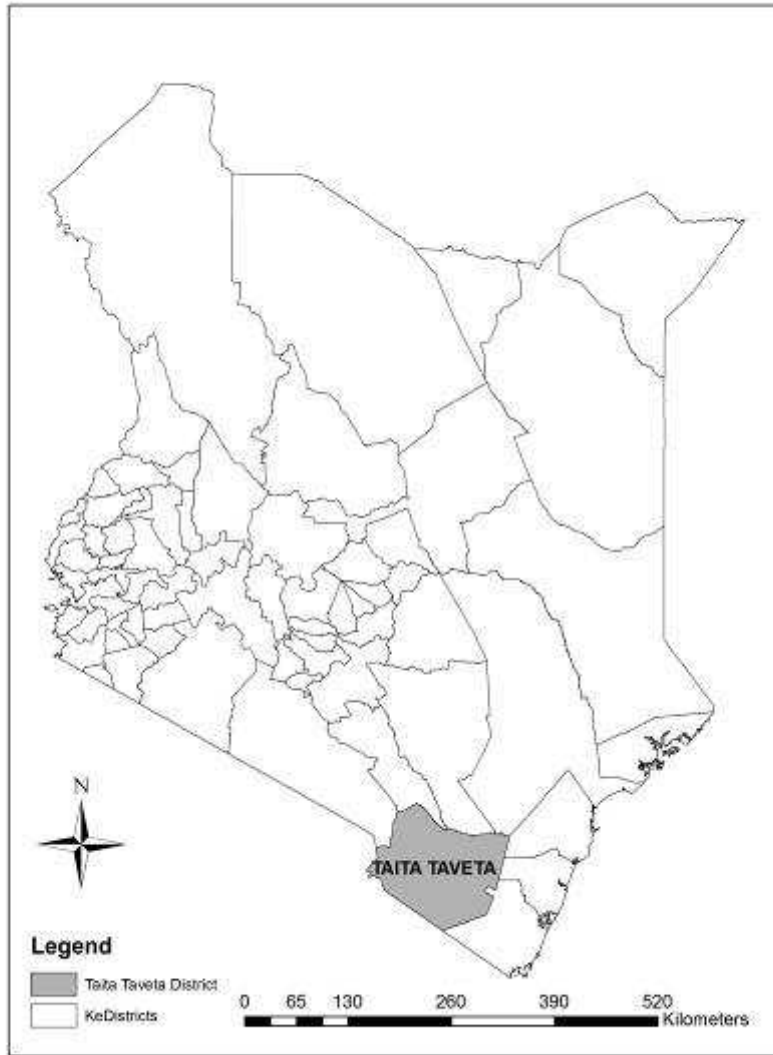 TAITA TAVETA
N
Legend
Taita Taveta District
KeDistricts
0 65 130 260 390 520
Kilometers